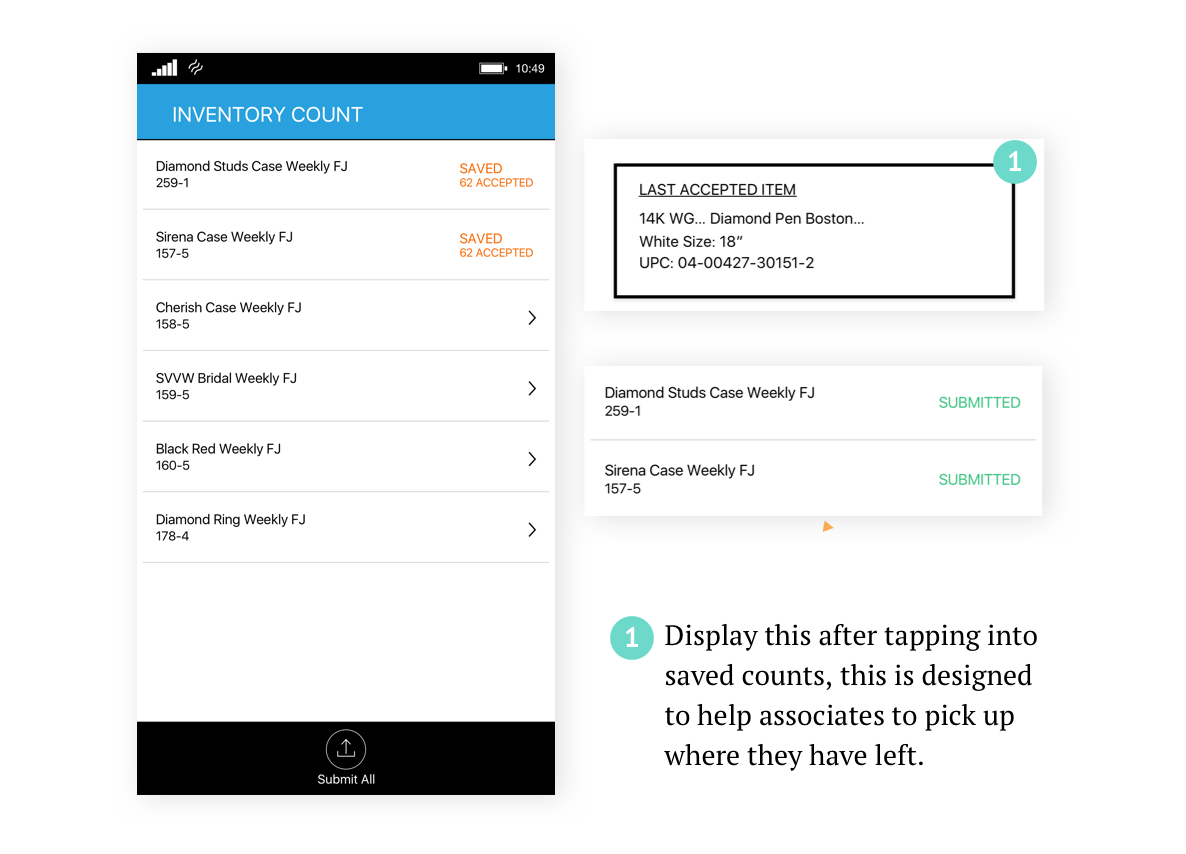 10:49
INVENTORY COUNT
Diamond Studs Case Weekly FJ
259-1
SAVED
62 ACCEPTED
Sirena Case Weekly FJ
157-5
SAVED
62 ACCEPTED
Cherish Case Weekly FJ
158-5
SVVW Bridal Weekly FJ
159-5
Black Red Weekly FJ
160-5
Diamond Ring Weekly FJ
178-4
Submit All
1
LAST ACCEPTED ITEM
14K WG... Diamond Pen Boston...
White Size: 18”
UPC: 04-00427-30151-2
Diamond Studs Case Weekly FJ
259-1
SUBMITTED
Sirena Case Weekly FJ
157-5
SUBMITTED
1
Display this after tapping into
saved counts, this is designed
to help associates to pick up
where they have left.